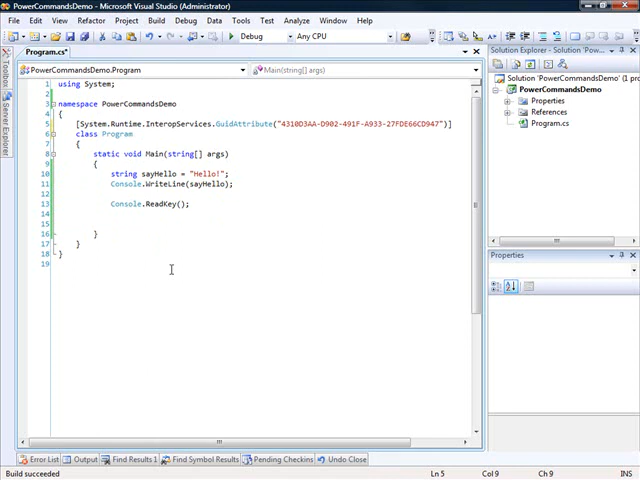 PowerCommandsDemo - Microsoft Visual Studio (Administrator)
File Edit View Refactor Project Build Debug Data Tools Test Analyze Window Help
Debug Any CPU
Program.cs*
PowerCommandsDemo.Program
Main(string[] args)
1 using System;
2
3 namespace PowerCommandsDemo
4 {
5 [System.Runtime.InteropServices.GuidAttribute("4310D3AA-D902-491F-A933-27FDE66CD947")]
6 class Program
7 {
8 static void Main(string[] args)
9 {
10 string sayHello = "Hello!";
11 Console.WriteLine(sayHello);
12
13 Console.ReadKey();
14
15
16 }
17 }
18 }
19
Toolbox
Server Explorer
Solution Explorer - Solution 'Pow...
Solution 'PowerCommandsDemo' (1 pro
PowerCommandsDemo
Properties
References
Program.cs
Properties
Error List Output Find Results 1 Find Symbol Results Pending Checkins Undo Close
Build succeeded Ln 5 Col 9 Ch 9 INS